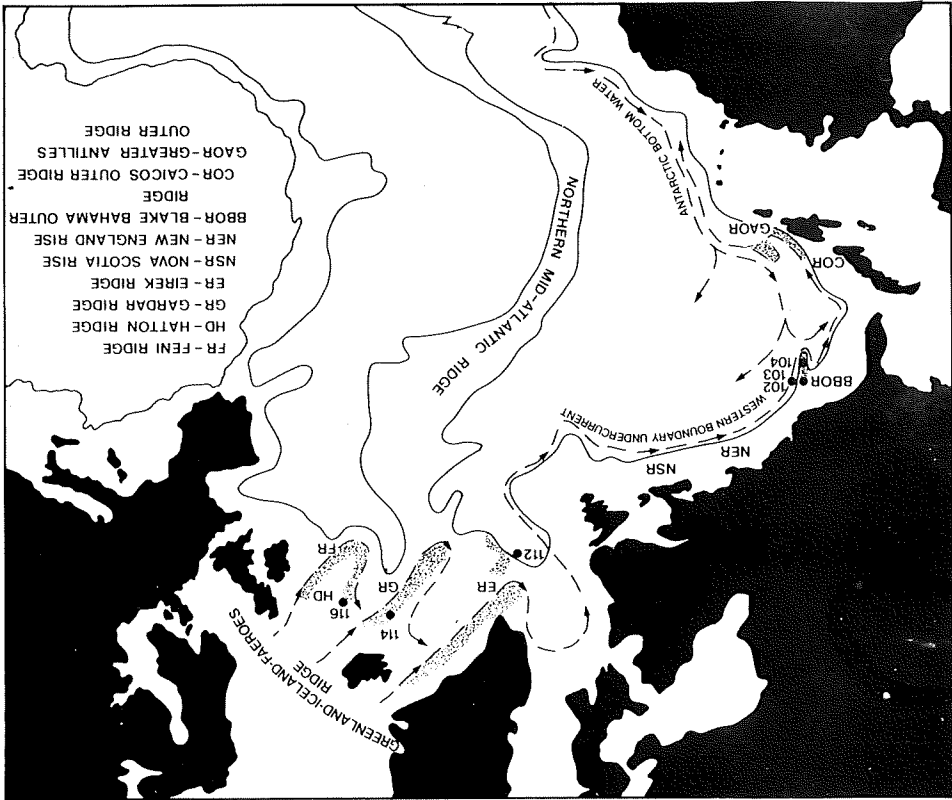 GREENLAND-ICELAND-FAEROES
RIDGE
114
116
HD
ER
GR
FR
112
NSR
NER
WESTERN BOUNDARY UNDERCURRENT
BBOR
102
103
104
NORTHERN MID-ATLANTIC RIDGE
COR
GAOR
ANTARCTIC BOTTOM WATER
FR-FENI RIDGE
HD-HATTON RIDGE
GR-GARDAR RIDGE
ER-EIREK RIDGE
NSR-NOVA SCOTIA RISE
NER-NEW ENGLAND RISE
BBOR-BLAKE BAHAMA OUTER
RIDGE
COR-CAICOS OUTER RIDGE
GAOR-GREATER ANTILLES
OUTER RIDGE